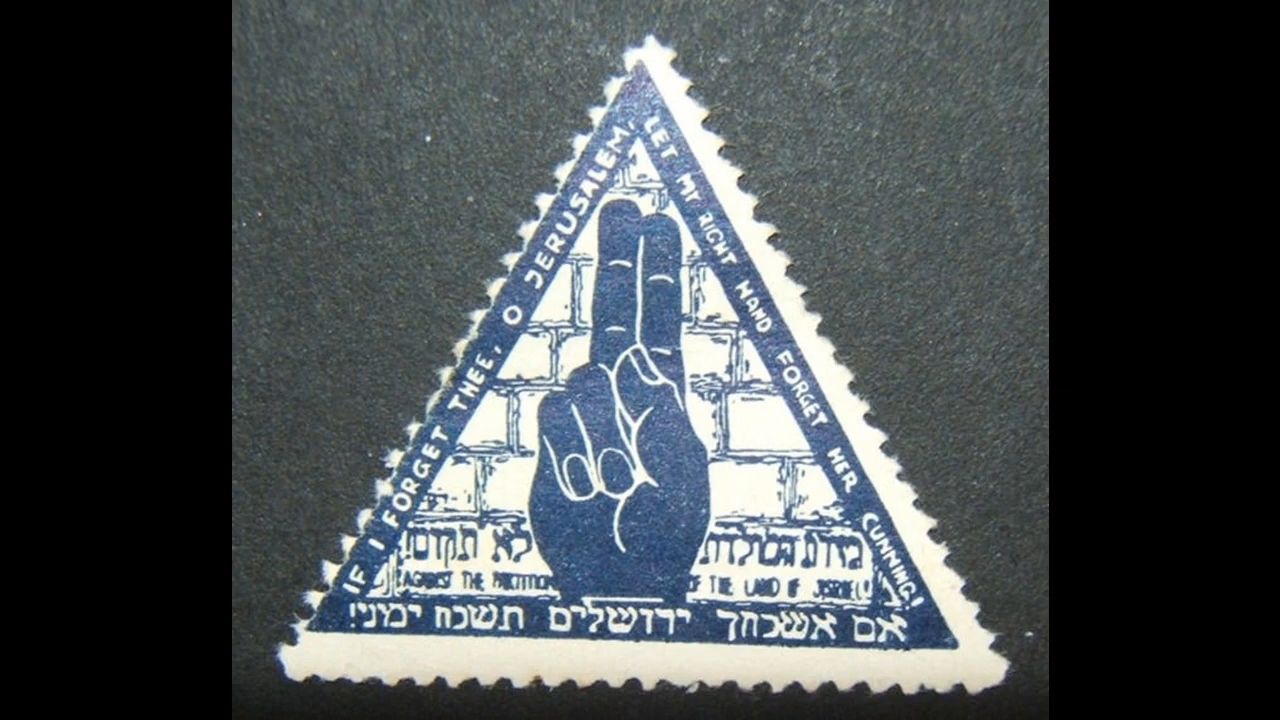 IF I FORGET THEE, O JERUSALEM,
LET MY RIGHT HAND FORGET HER CUNNING!
המולדת לא תקום!
AGAINST THE PARTITION OF THE LAND OF ISRAEL
אם אשכחך ירושלים תשכח ימיני!